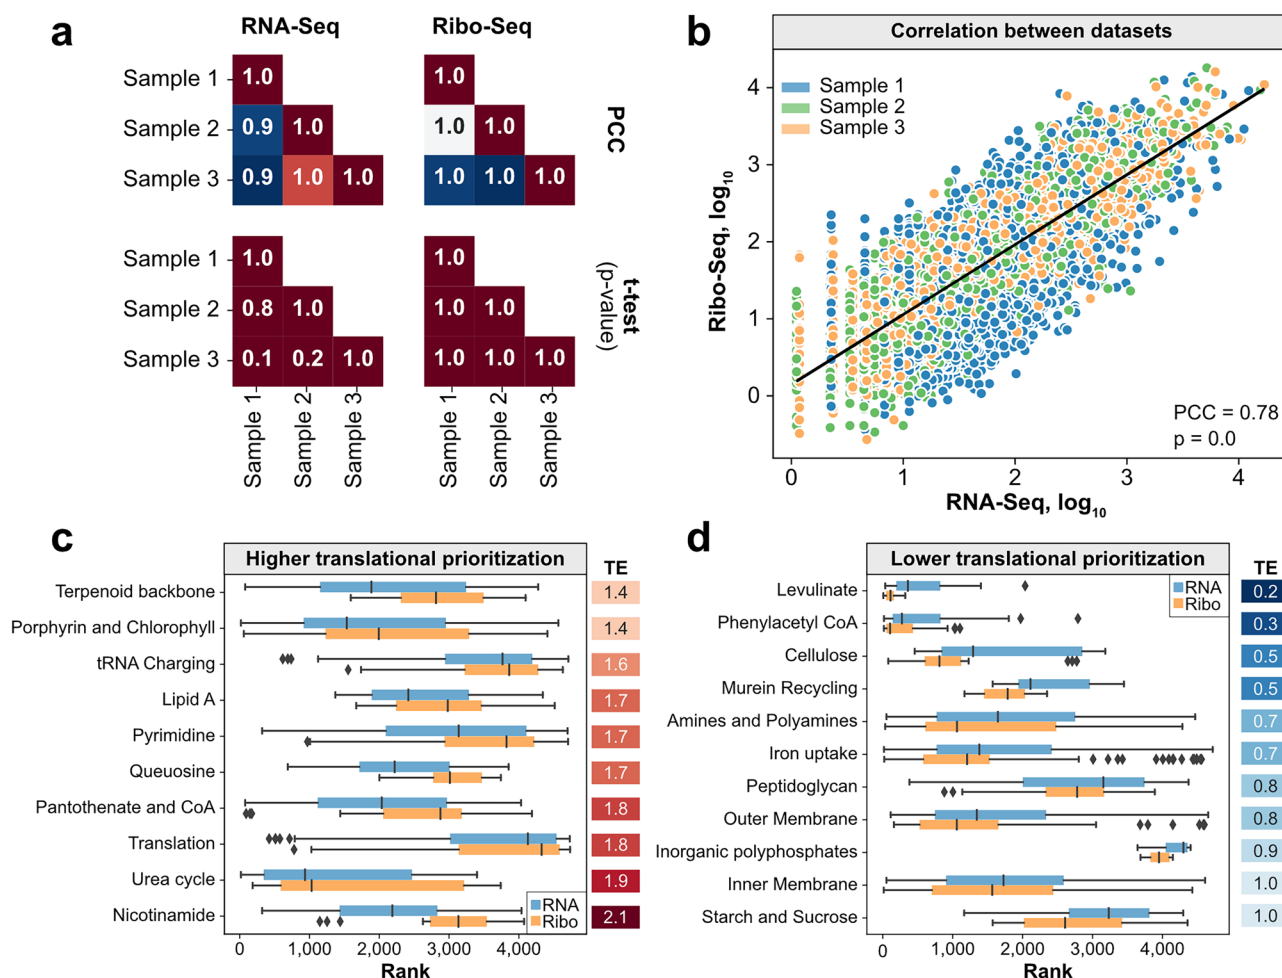 a
RNA-Seq
Ribo-Seq
Sample 1
1.0
1.0
Sample 2
0.9 1.0
1.0 1.0
Sample 3
0.9 1.0 1.0
1.0 1.0 1.0
PCC
Sample 1
1.0
1.0
Sample 2
0.8 1.0
1.0 1.0
Sample 3
0.1 0.2 1.0
1.0 1.0 1.0
t-test
(p-value)
Sample 1
Sample 2
Sample 3
Sample 1
Sample 2
Sample 3
b
Correlation between datasets
Sample 1
Sample 2
Sample 3
Ribo-Seq, log10
4
3
2
1
0
PCC = 0.78
p = 0.0
0 1 2 3 4
RNA-Seq, log10
c
Higher translational prioritization
TE
Terpenoid backbone
1.4
Porphyrin and Chlorophyll
1.4
tRNA Charging
1.6
Lipid A
1.7
Pyrimidine
1.7
Queuosine
1.7
Pantothenate and CoA
1.8
Translation
1.8
Urea cycle
1.9
Nicotinamide
2.1
RNA
Ribo
0 1,000 2,000 3,000 4,000
Rank
d
Lower translational prioritization
TE
RNA
Ribo
Levulinate
0.2
Phenylacetyl CoA
0.3
Cellulose
0.5
Murein Recycling
0.5
Amines and Polyamines
0.7
Iron uptake
0.7
Peptidoglycan
0.8
Outer Membrane
0.8
Inorganic polyphosphates
0.9
Inner Membrane
1.0
Starch and Sucrose
1.0
0 1,000 2,000 3,000 4,000
Rank